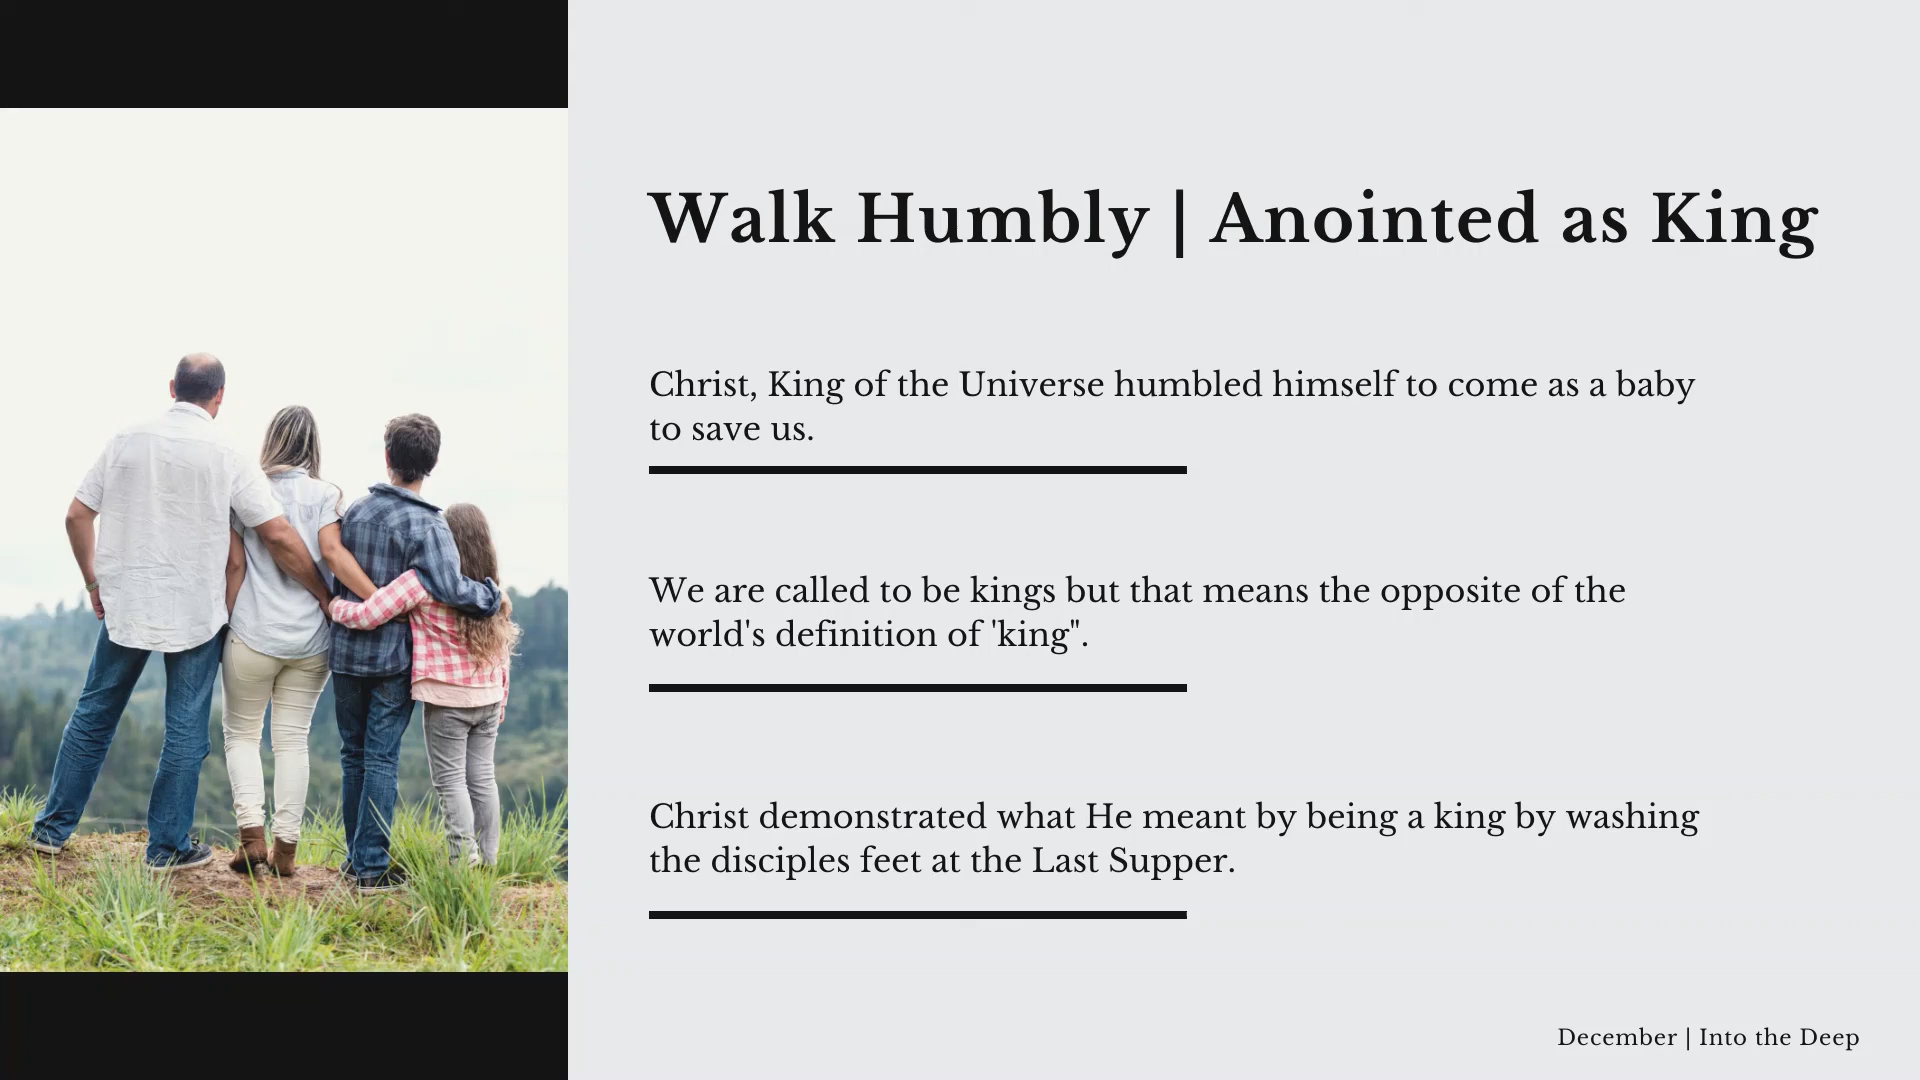 Walk Humbly | Anointed as King
Christ, King of the Universe humbled himself to come as a baby
to save us.
We are called to be kings but that means the opposite of the
world's definition of 'king".
Christ demonstrated what He meant by being a king by washing
the disciples feet at the Last Supper.
December | Into the Deep